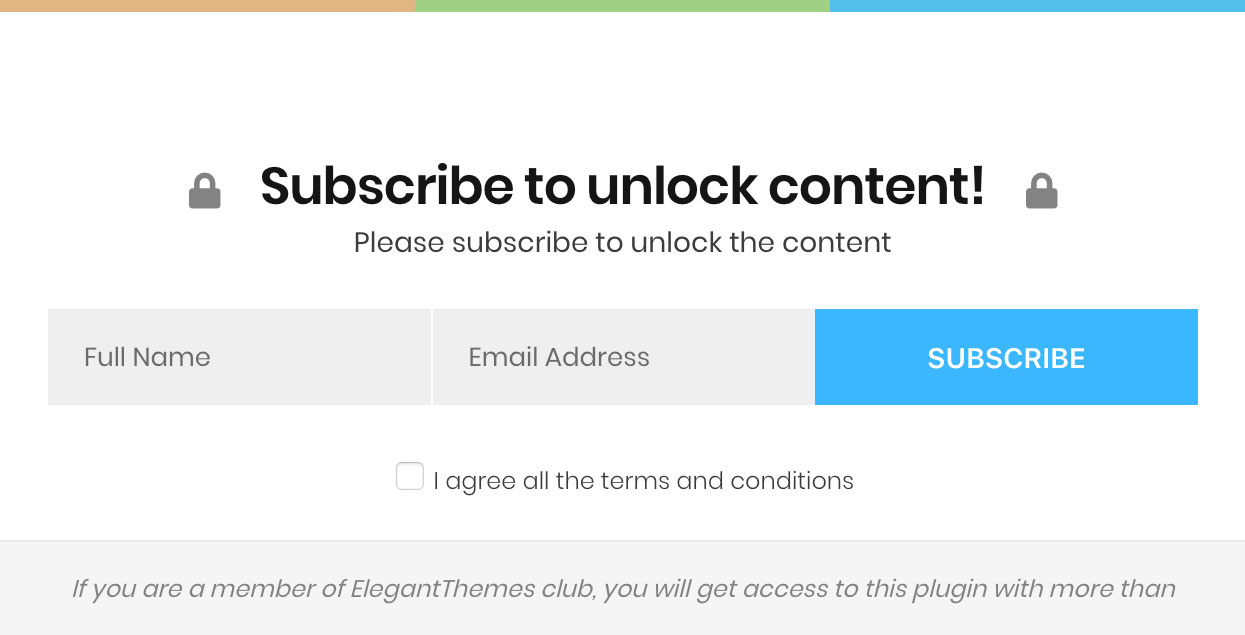 Subscribe to unlock content!
Please subscribe to unlock the content
Full Name
Email Address
SUBSCRIBE
I agree all the terms and conditions
If you are a member of ElegantThemes club, you will get access to this plugin with more than